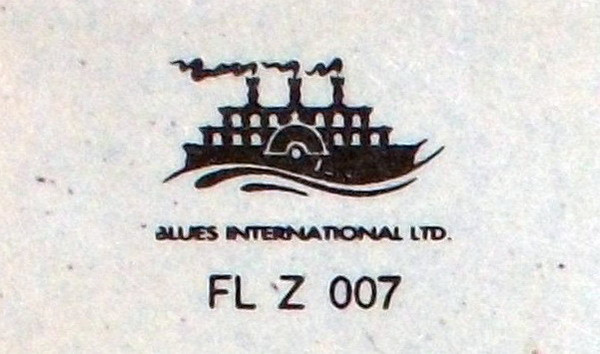 BLUES INTERNATIONAL LTD.
FL Z 007